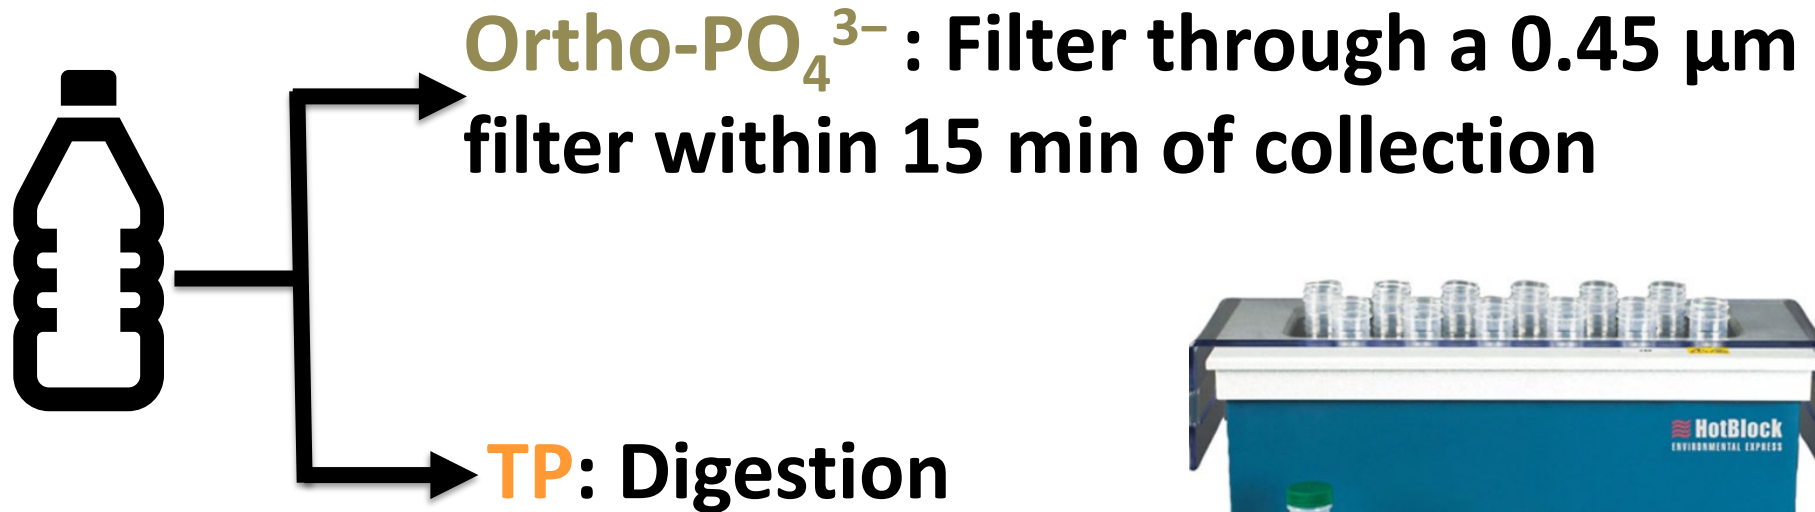 Ortho-PO₄³⁻ : Filter through a 0.45 µm
filter within 15 min of collection
TP: Digestion
HotBlock
ENVIRONMENTAL EXPRESS